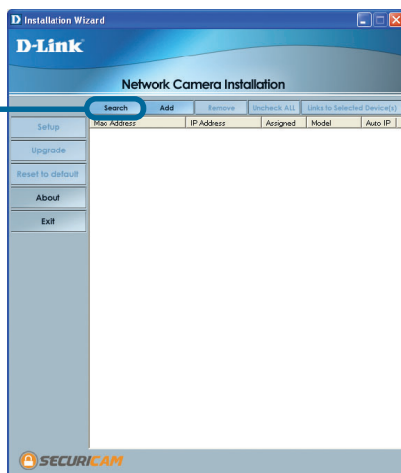 D Installation Wizard
D-Link
Network Camera Installation
Search Add Remove Uncheck ALL Links to Selected Device(s)
Mac Address IP Address Assigned Model Auto IP
Setup
Upgrade
Reset to default
About
Exit
SECURICAM